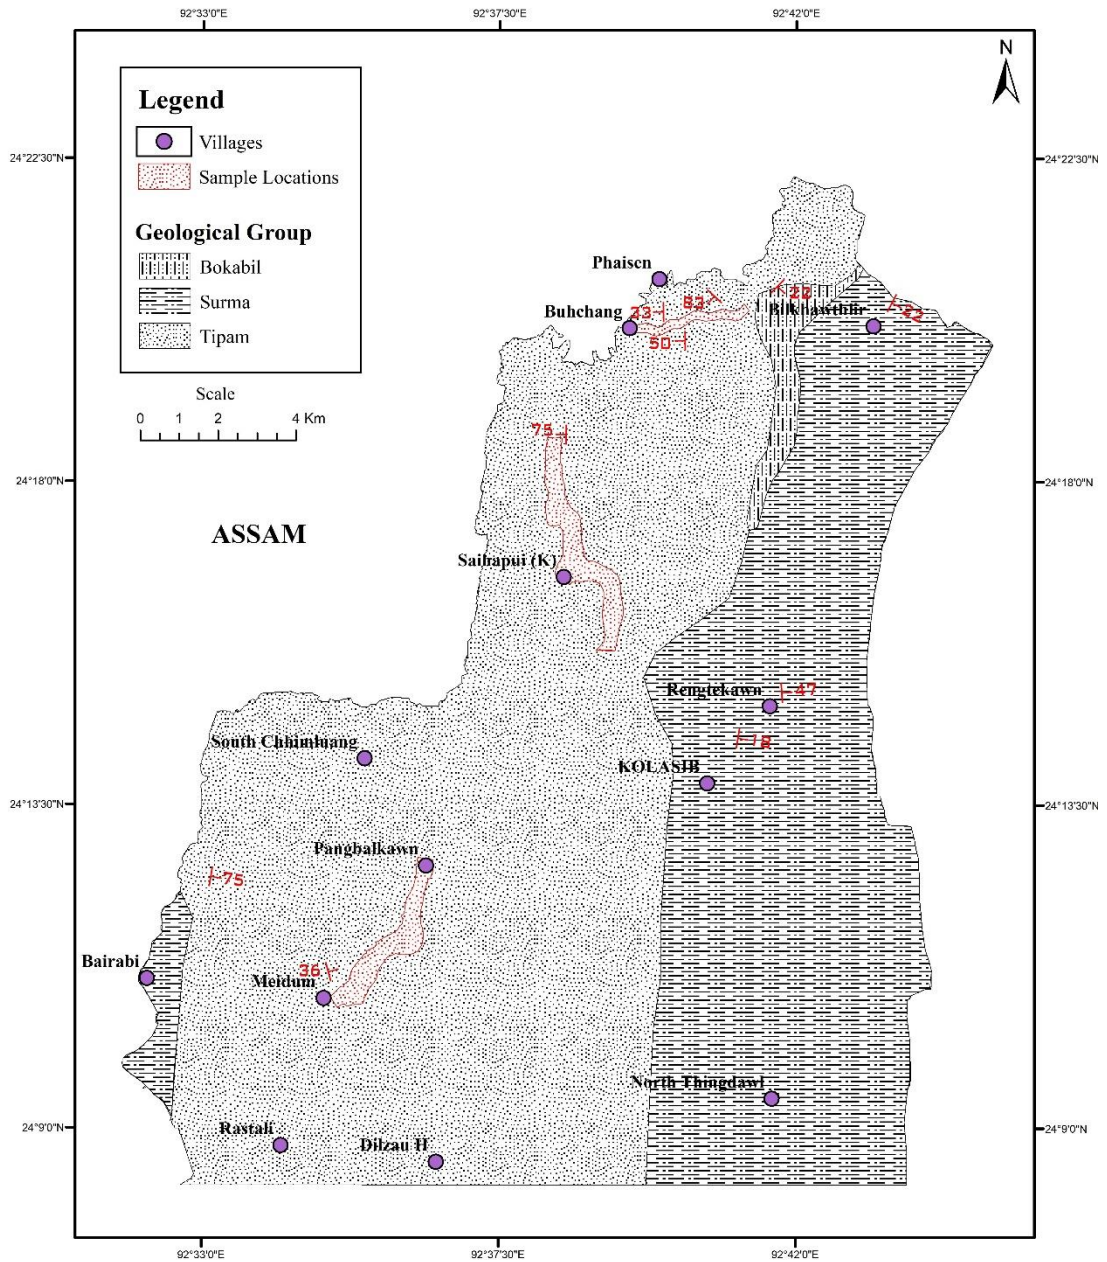 92°33'0"E 92°37'30"E 92°42'0"E
N
Legend
Villages
Sample Locations
Geological Group
Bokabil
Surma
Tipam
Scale
0 1 2 4 Km
24°22'30"N 24°22'30"N
Phaisen
Buhchang
33
53
50
22
Bilkhawthlir
22
75
24°18'0"N 24°18'0"N
ASSAM
Saihapui (K)
Rengtekawn
47
18
South Chhimluang
KOLASIB
24°13'30"N 24°13'30"N
Pangbalkawn
75
Bairabi
36
Meidum
North Thingdawl
24°9'0"N 24°9'0"N
Rastali
Dilzau H
92°33'0"E 92°37'30"E 92°42'0"E